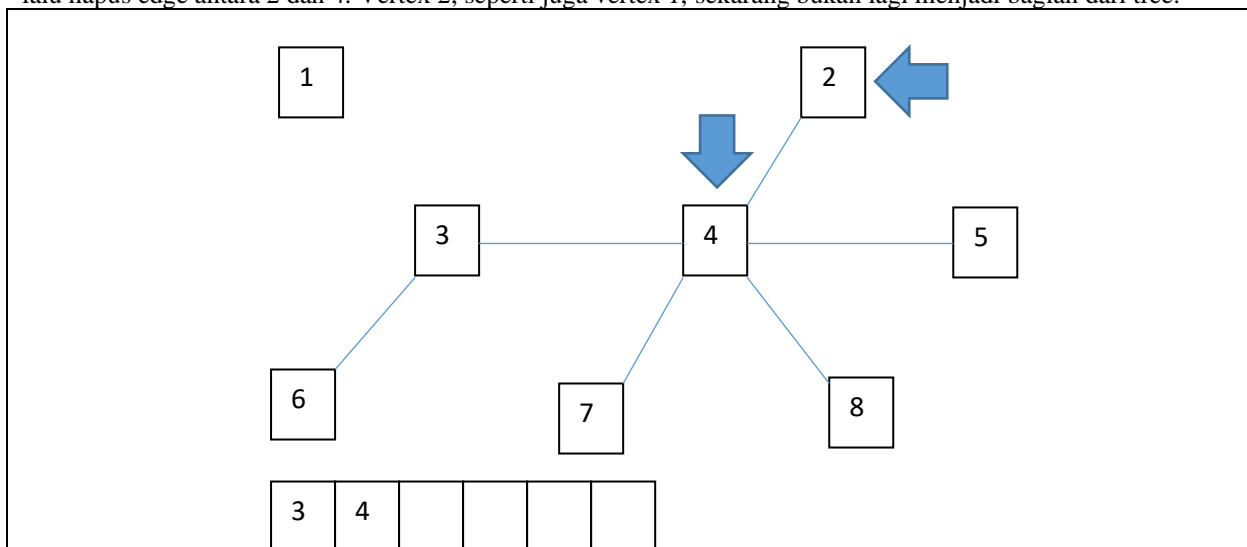 lalu hapus edge antara 2 dan 4. Vertex 2, seperti juga vertex 1, sekarang bukan lagi menjadi bagian dari tree.
1 2
3 4 5
6 7 8
3 4